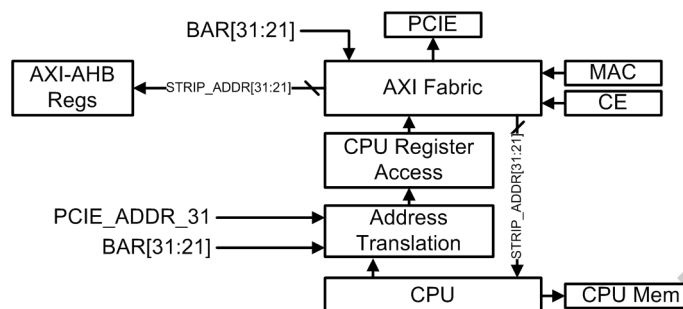 BAR[31:21]
PCIE
AXI-AHB
Regs
STRIP_ADDR[31:21]
AXI Fabric
MAC
CE
CPU Register
Access
STRIP_ADDR[31:21]
PCIE_ADDR_31
BAR[31:21]
Address
Translation
CPU
CPU Mem